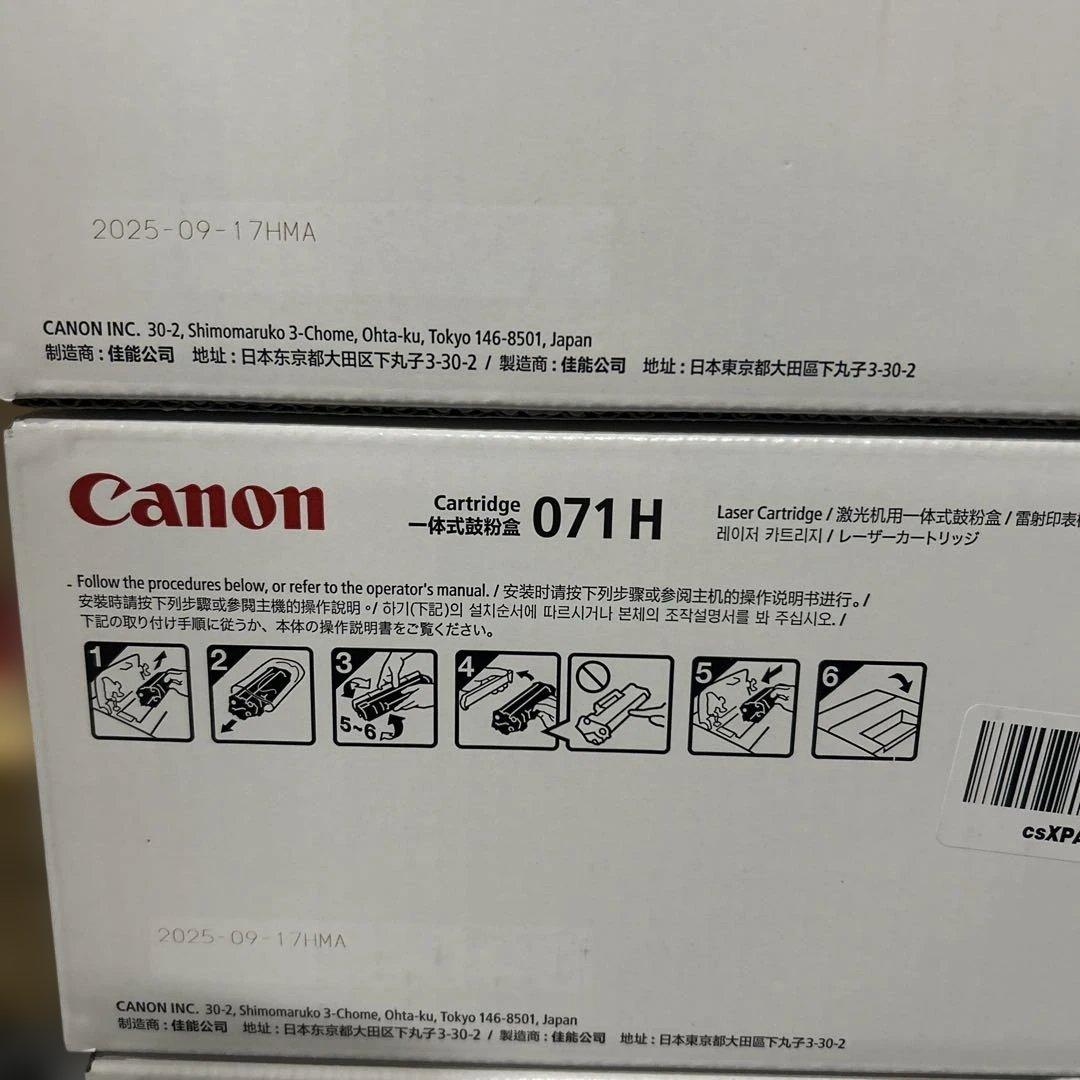 2025-09-17HMA
CANON INC. 30-2, Shimomaruko 3-Chome, Ohta-ku, Tokyo 146-8501, Japan
制造商 : 佳能公司 地址 : 日本东京都大田区下丸子3-30-2 / 製造商 : 佳能公司 地址 : 日本東京都大田區下丸子3-30-2
Canon
Cartridge
一体式鼓粉盒
071 H
Laser Cartridge / 激光机用一体式鼓粉盒 / 雷射印表
레이저 카트리지 / レーザーカートリッジ
- Follow the procedures below, or refer to the operator's manual. / 安装时请按下列步骤或参阅主机的操作说明书进行。/
安裝時請按下列步驟或參閱主機的操作說明。/ 하기(下記)의 설치순서에 따르시거나 본체의 조작설명서를 봐 주십시오. /
下記の取り付け手順に従うか、本体の操作説明書をご覧ください。
1 2 3 4 5 6
5~6
csXPA
2025-09-17HMA
CANON INC. 30-2, Shimomaruko 3-Chome, Ohta-ku, Tokyo 146-8501, Japan
制造商 : 佳能公司 地址 : 日本东京都大田区下丸子3-30-2 / 製造商 : 佳能公司 地址 : 日本東京都大田區下丸子3-30-2